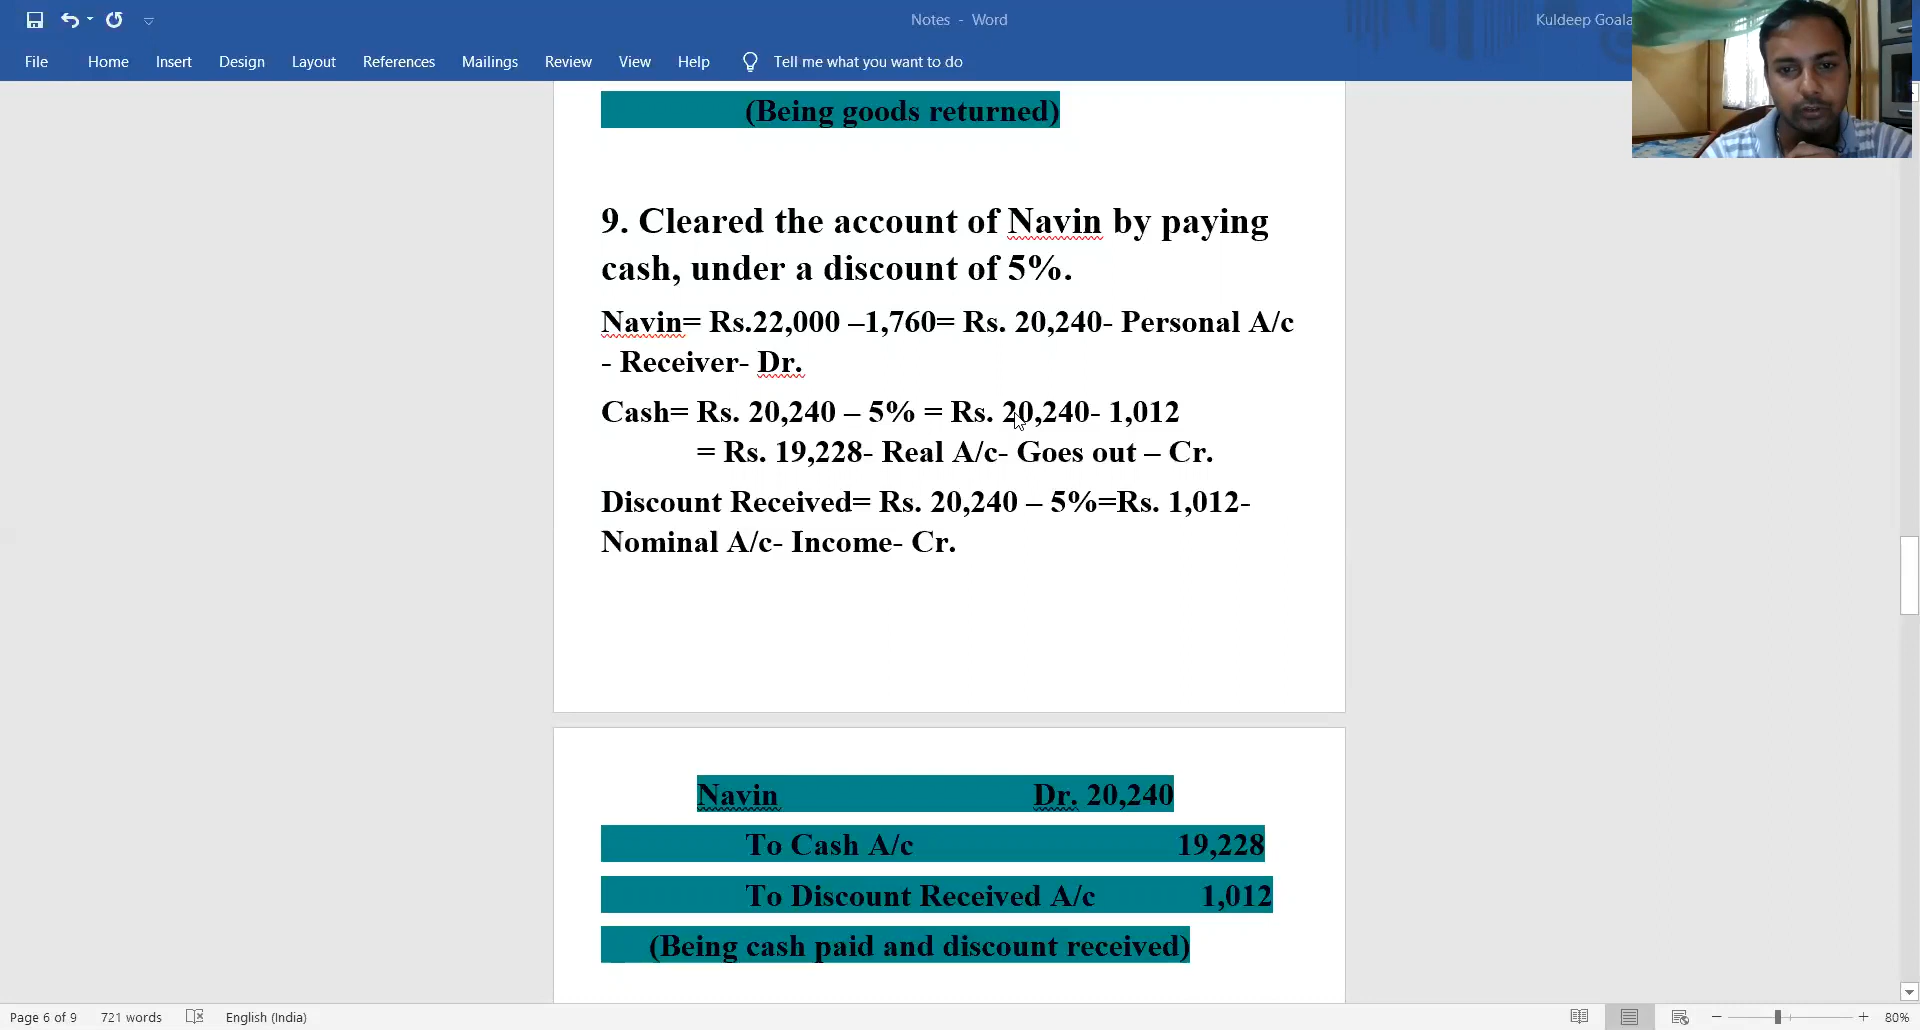 Notes - Word
Kuldeep Goala
File Home Insert Design Layout References Mailings Review View Help Tell me what you want to do
(Being goods returned)
9. Cleared the account of Navin by paying
cash, under a discount of 5%.
Navin= Rs.22,000 –1,760= Rs. 20,240- Personal A/c
- Receiver- Dr.
Cash= Rs. 20,240 – 5% = Rs. 20,240- 1,012
= Rs. 19,228- Real A/c- Goes out – Cr.
Discount Received= Rs. 20,240 – 5%=Rs. 1,012-
Nominal A/c- Income- Cr.
Navin Dr. 20,240
To Cash A/c 19,228
To Discount Received A/c 1,012
(Being cash paid and discount received)
Page 6 of 9 721 words English (India) 80%